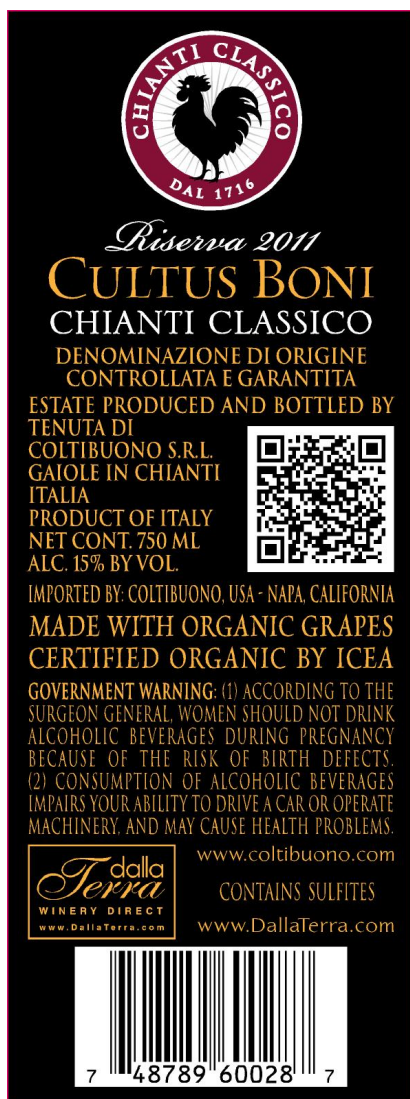 CHIANTI CLASSICO
DAL 1716
Riserva 2011
CULTUS BONI
CHIANTI CLASSICO
DENOMINAZIONE DI ORIGINE
CONTROLLATA E GARANTITA
ESTATE PRODUCED AND BOTTLED BY
TENUTA DI
COLTIBUONO S.R.L.
GAIOLE IN CHIANTI
ITALIA
PRODUCT OF ITALY
NET CONT. 750 ML
ALC. 15% BY VOL.
IMPORTED BY: COLTIBUONO, USA - NAPA, CALIFORNIA
MADE WITH ORGANIC GRAPES
CERTIFIED ORGANIC BY ICEA
GOVERNMENT WARNING: (1) ACCORDING TO THE
SURGEON GENERAL, WOMEN SHOULD NOT DRINK
ALCOHOLIC BEVERAGES DURING PREGNANCY
BECAUSE OF THE RISK OF BIRTH DEFECTS.
(2) CONSUMPTION OF ALCOHOLIC BEVERAGES
IMPAIRS YOUR ABILITY TO DRIVE A CAR OR OPERATE
MACHINERY, AND MAY CAUSE HEALTH PROBLEMS.
dalla
Terra
WINERY DIRECT
www.DallaTerra.com
www.coltibuono.com
CONTAINS SULFITES
www.DallaTerra.com
7 48789 60028 7